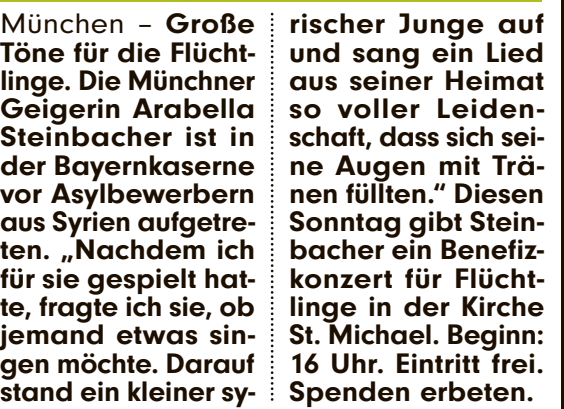 München – Große
Töne für die Flücht-
linge. Die Münchner
Geigerin Arabella
Steinbacher ist in
der Bayernkaserne
vor Asylbewerbern
aus Syrien aufgetre-
ten. „Nachdem ich
für sie gespielt hat-
te, fragte ich sie, ob
jemand etwas sin-
gen möchte. Darauf
stand ein kleiner sy-
rischer Junge auf
und sang ein Lied
aus seiner Heimat
so voller Leiden-
schaft, dass sich sei-
ne Augen mit Trä-
nen füllten.“ Diesen
Sonntag gibt Stein-
bacher ein Benefiz-
konzert für Flücht-
linge in der Kirche
St. Michael. Beginn:
16 Uhr. Eintritt frei.
Spenden erbeten.